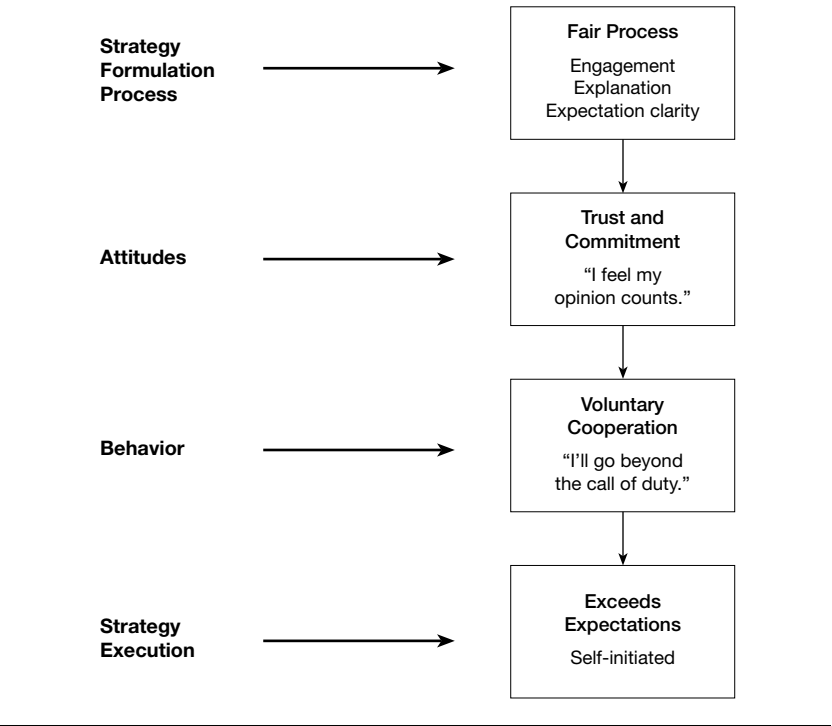 Strategy
Formulation
Process
Fair Process
Engagement
Explanation
Expectation clarity
Attitudes
Trust and
Commitment
“I feel my
opinion counts.”
Behavior
Voluntary
Cooperation
“I’ll go beyond
the call of duty.”
Strategy
Execution
Exceeds
Expectations
Self-initiated